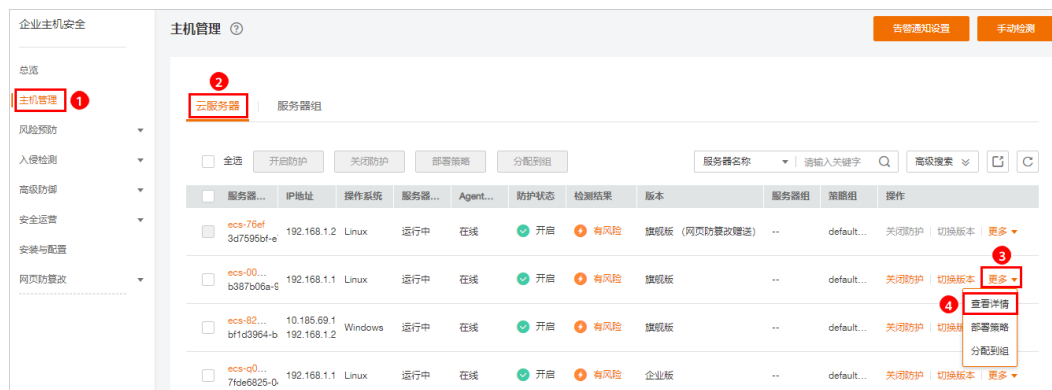 企业主机安全
总览
主机管理 1
风险预防
入侵检测
高级防御
安全运营
安装与配置
网页防篡改
主机管理 ?
告警通知设置 手动检测
2
云服务器 服务器组
全选 开启防护 关闭防护 部署策略 分配到组 服务器名称 请输入关键字 高级搜索
服务器... IP地址 操作系统 服务器... Agent... 防护状态 检测结果 版本 服务器组 策略组 操作
ecs-76ef
3d7595bf-e 192.168.1.2 Linux 运行中 在线 开启 有风险 旗舰版 (网页防篡改赠送) -- default... 关闭防护 切换版本 更多
3
ecs-00...
b387b06a-9 192.168.1.1 Linux 运行中 在线 开启 有风险 旗舰版 -- default... 关闭防护 切换版本 更多
4 查看详情
部署策略
分配到组
ecs-82... 10.185.69.1
bf1d3964-b 192.168.1.2 Windows 运行中 在线 开启 有风险 旗舰版 -- default... 关闭防护 切换版
ecs-q0...
7fde6825-0 192.168.1.1 Linux 运行中 在线 开启 有风险 企业版 -- default... 关闭防护 切换版本 更多